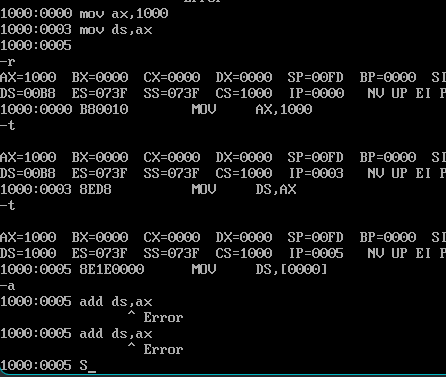 Error
1000:0000 mov ax,1000
1000:0003 mov ds,ax
1000:0005
-r
AX=1000 BX=0000 CX=0000 DX=0000 SP=00FD BP=0000 SI
DS=00B8 ES=073F SS=073F CS=1000 IP=0000 NV UP EI P
1000:0000 B80010 MOV AX,1000
-t
AX=1000 BX=0000 CX=0000 DX=0000 SP=00FD BP=0000 SI
DS=00B8 ES=073F SS=073F CS=1000 IP=0003 NV UP EI P
1000:0003 8ED8 MOV DS,AX
-t
AX=1000 BX=0000 CX=0000 DX=0000 SP=00FD BP=0000 SI
DS=1000 ES=073F SS=073F CS=1000 IP=0005 NV UP EI P
1000:0005 8E1E0000 MOV DS,[0000]
-a
1000:0005 add ds,ax
^ Error
1000:0005 add ds,ax
^ Error
1000:0005 S_